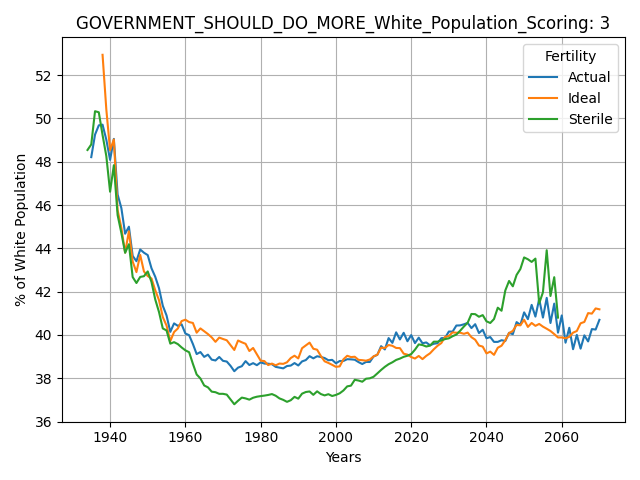 GOVERNMENT_SHOULD_DO_MORE_White_Population_Scoring: 3
Fertility
Actual
Ideal
Sterile
% of White Population
52
50
48
46
44
42
40
38
36
1940
1960
1980
2000
2020
2040
2060
Years